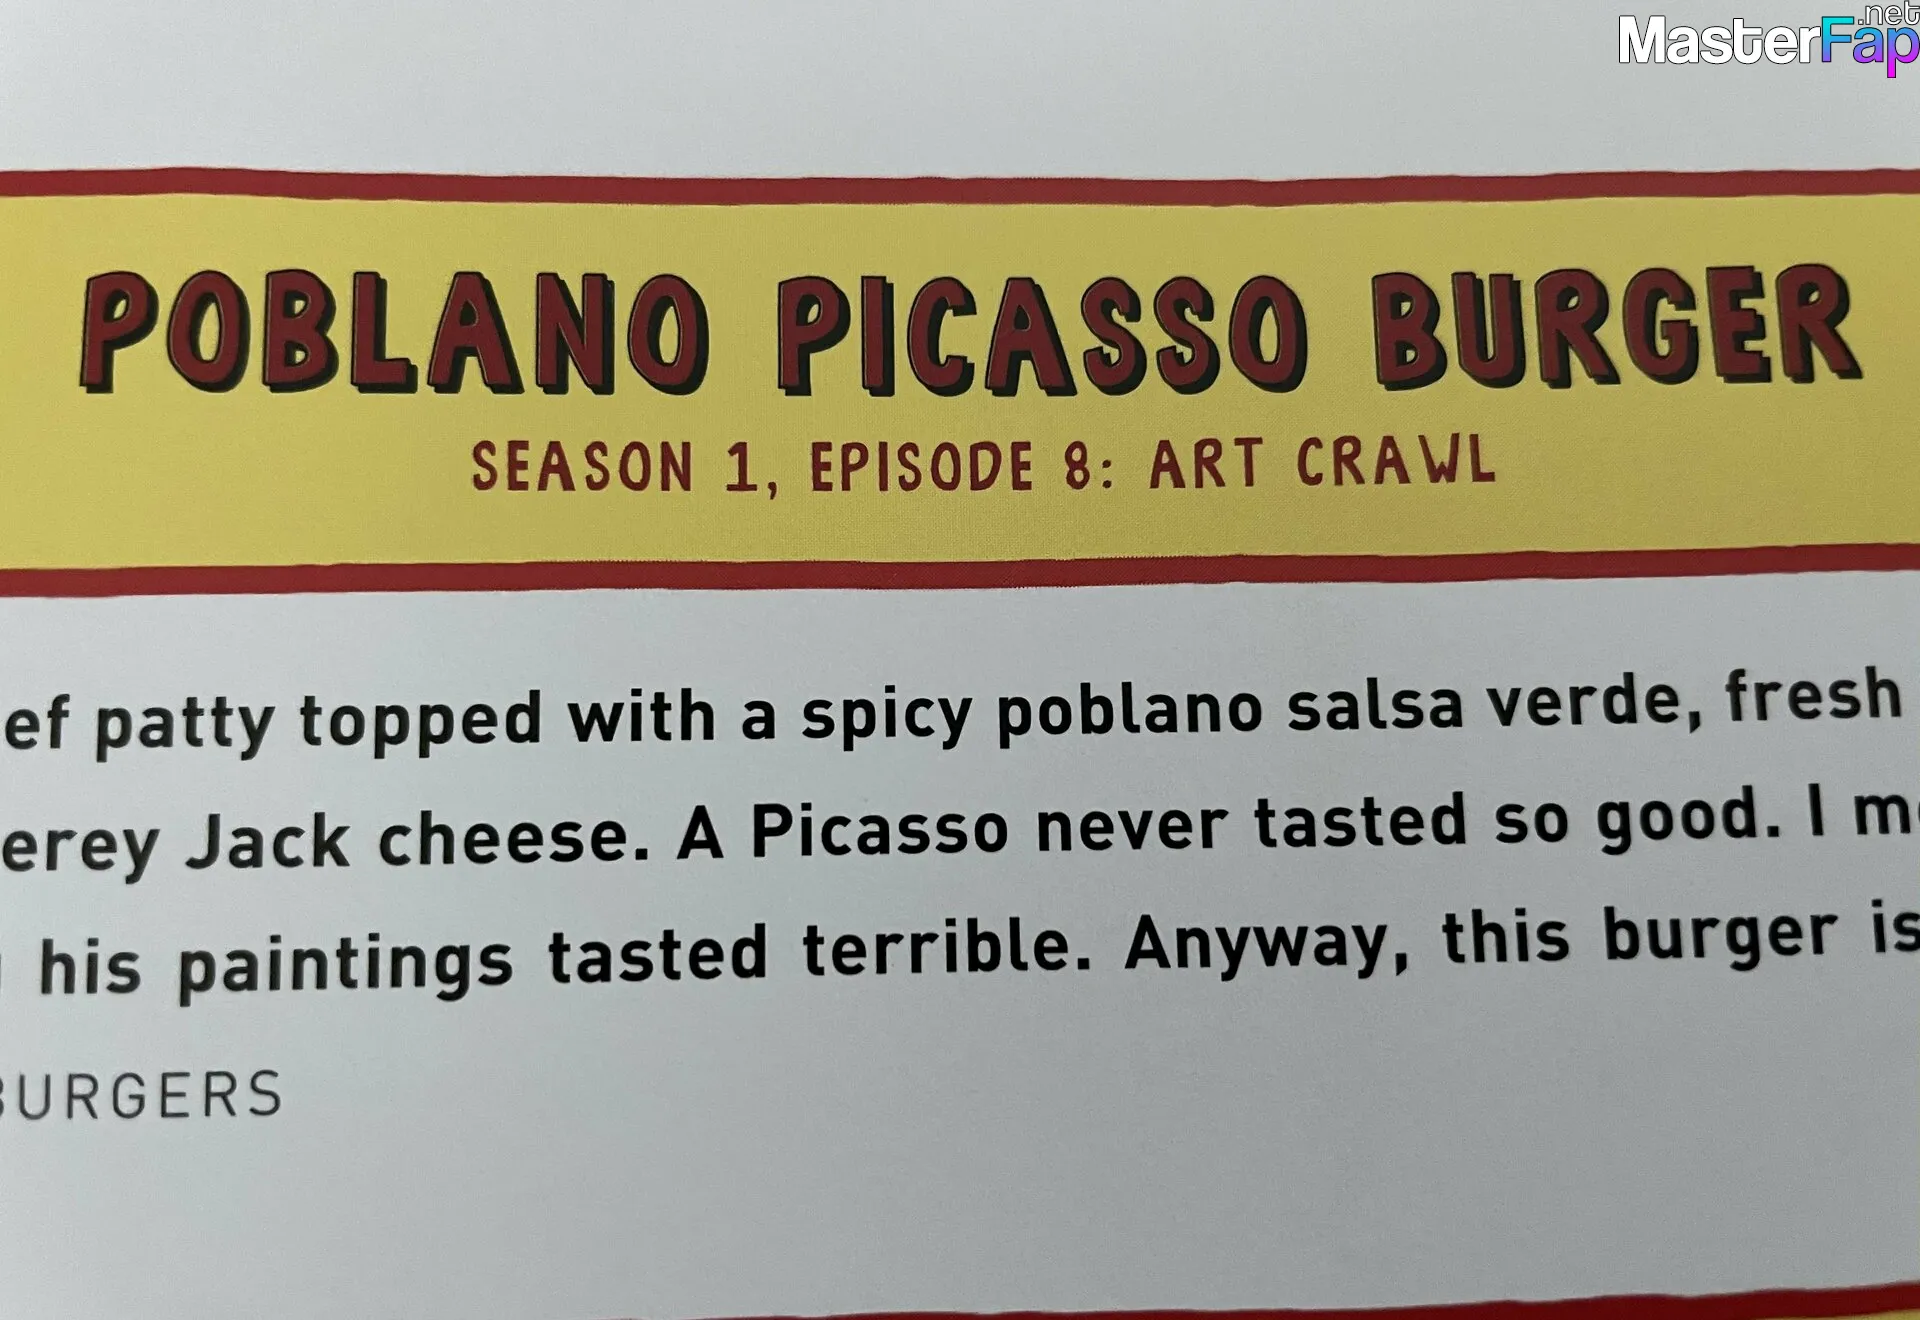 MasterFap.net
POBLANO PICASSO BURGER
SEASON 1, EPISODE 8: ART CRAWL
ef patty topped with a spicy poblano salsa verde, fresh
erey Jack cheese. A Picasso never tasted so good. I m
his paintings tasted terrible. Anyway, this burger is
BURGERS